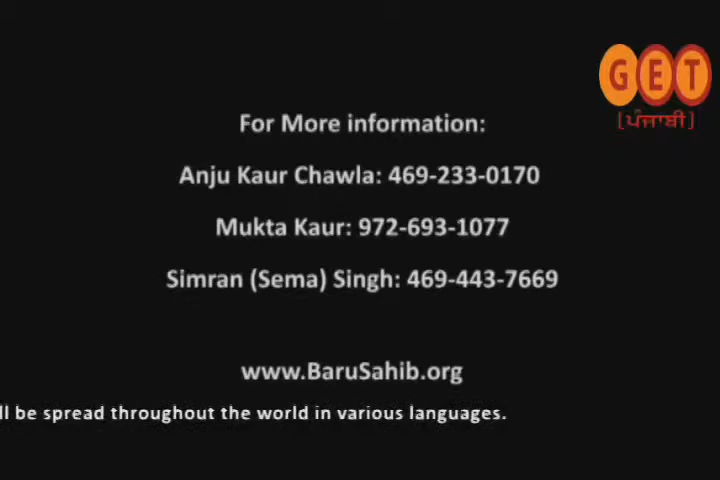 GET
[ਪੰਜਾਬੀ]
For More information:
Anju Kaur Chawla: 469-233-0170
Mukta Kaur: 972-693-1077
Simran (Sema) Singh: 469-443-7669
www.BaruSahib.org
ll be spread throughout the world in various languages.